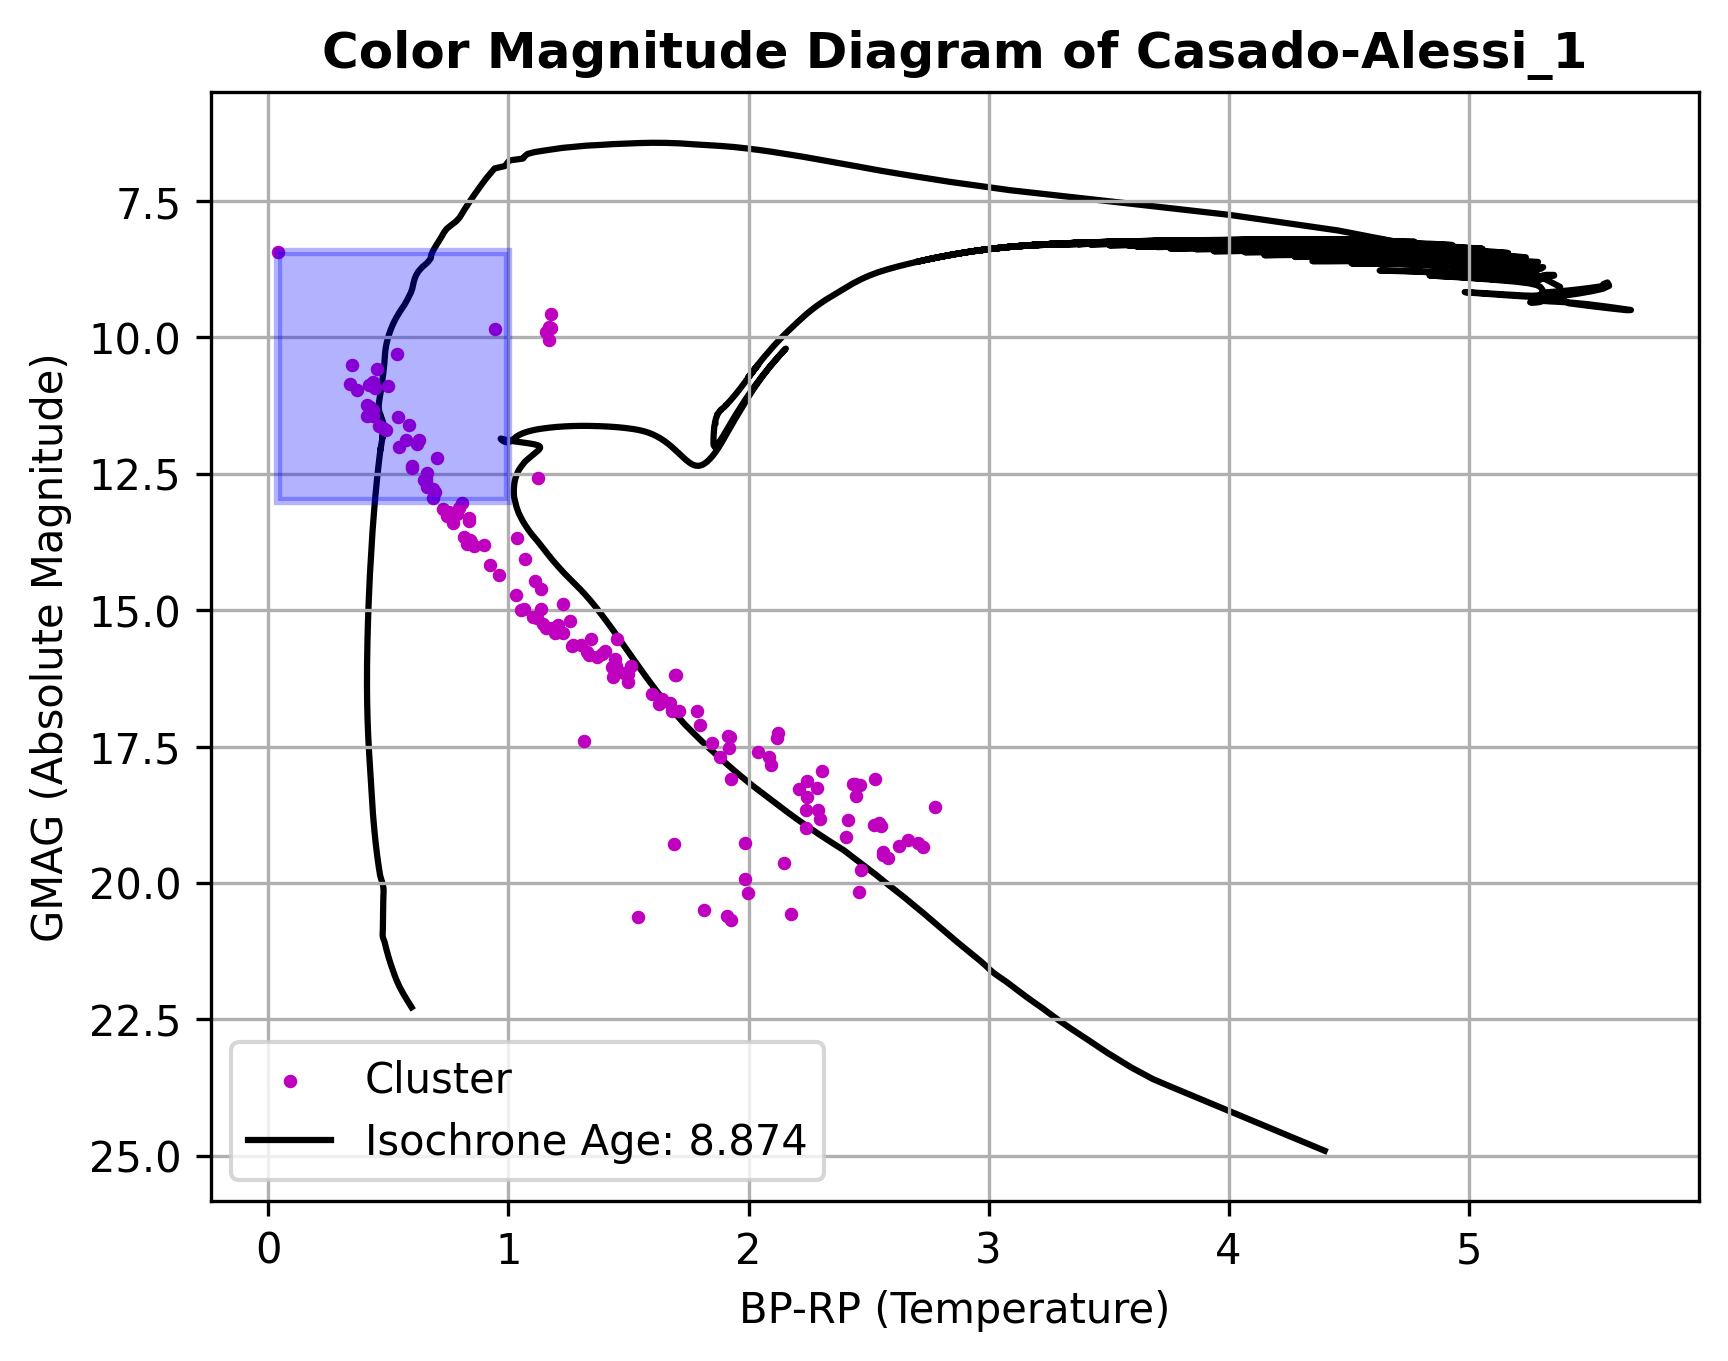 Color Magnitude Diagram of Casado-Alessi_1
GMAG (Absolute Magnitude)
7.5
10.0
12.5
15.0
17.5
20.0
22.5
25.0
Cluster
Isochrone Age: 8.874
0 1 2 3 4 5
BP-RP (Temperature)